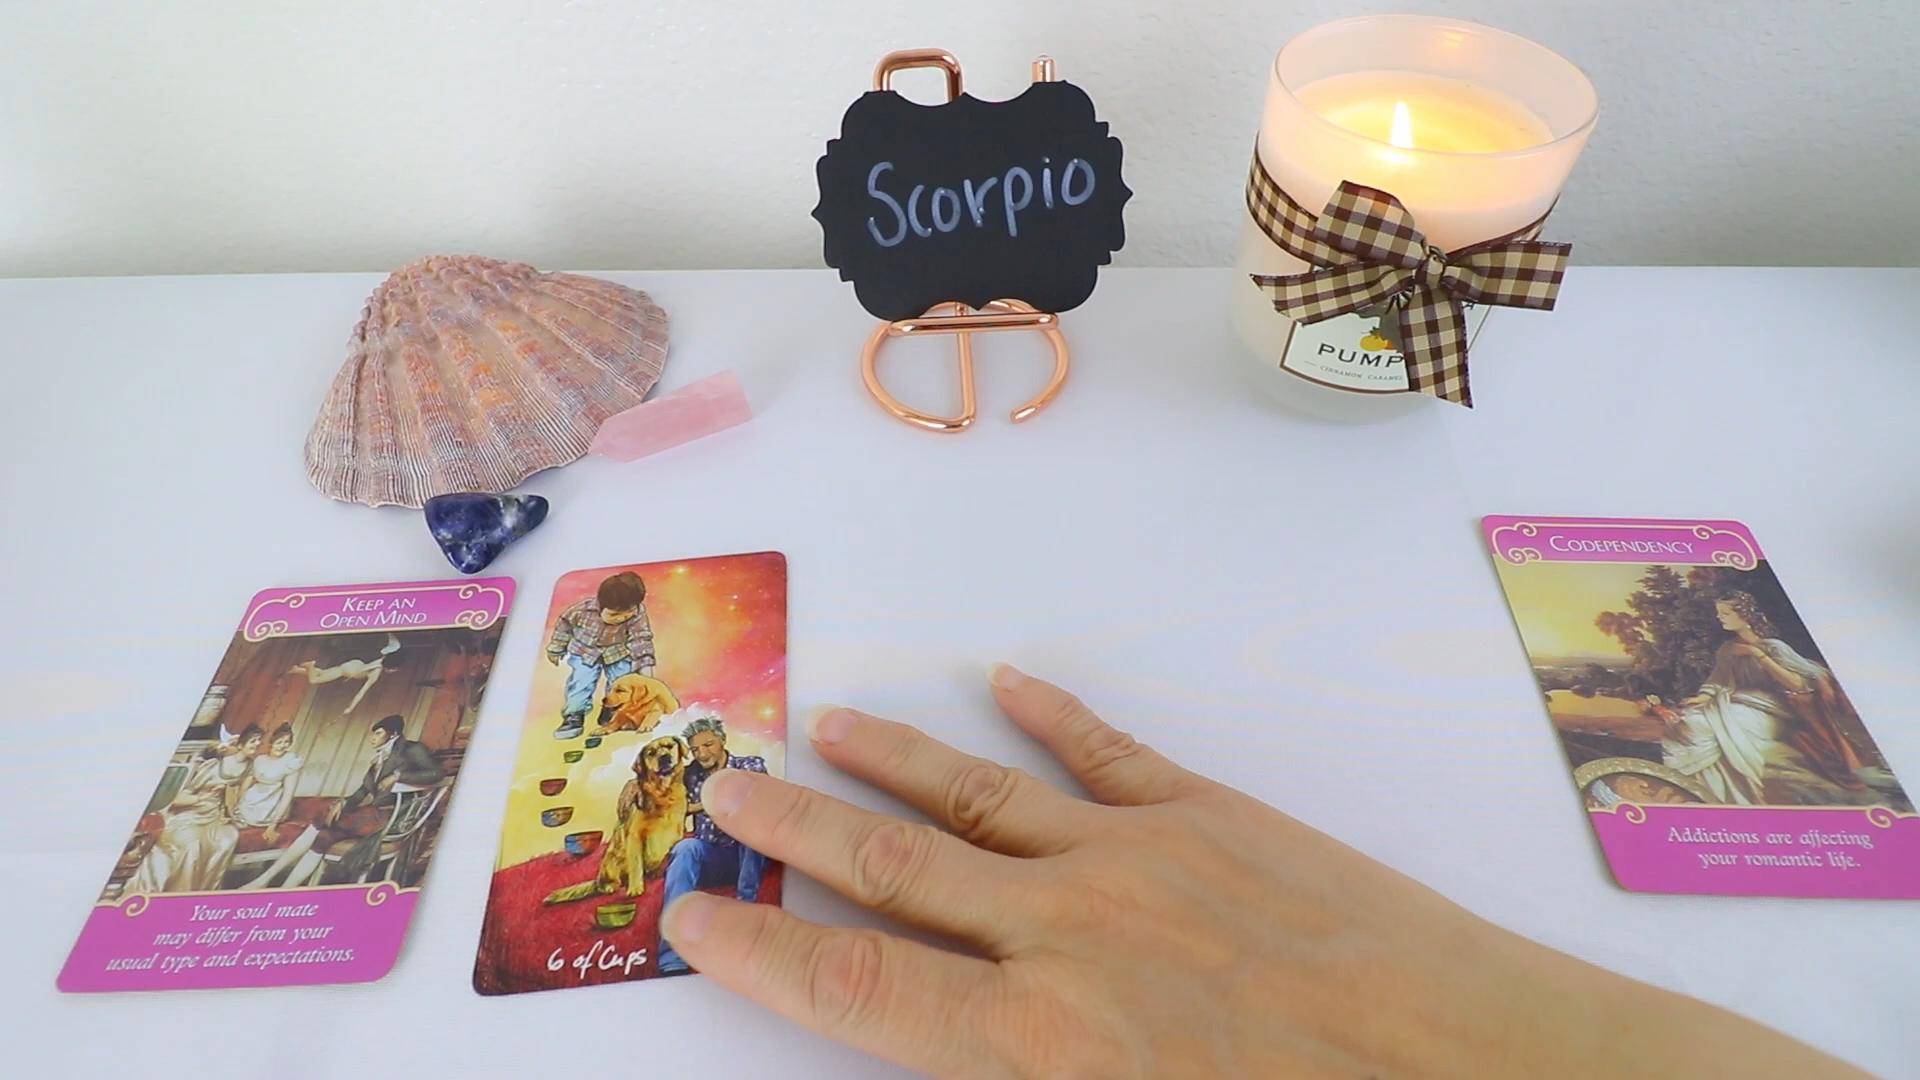 Scorpio
PUMP
CINNAMON CARAMEL
KEEP AN
OPEN MIND
Your soul mate
may differ from your
usual type and expectations.
6 of Cups
CODEPENDENCY
Addictions are affecting
your romantic life.